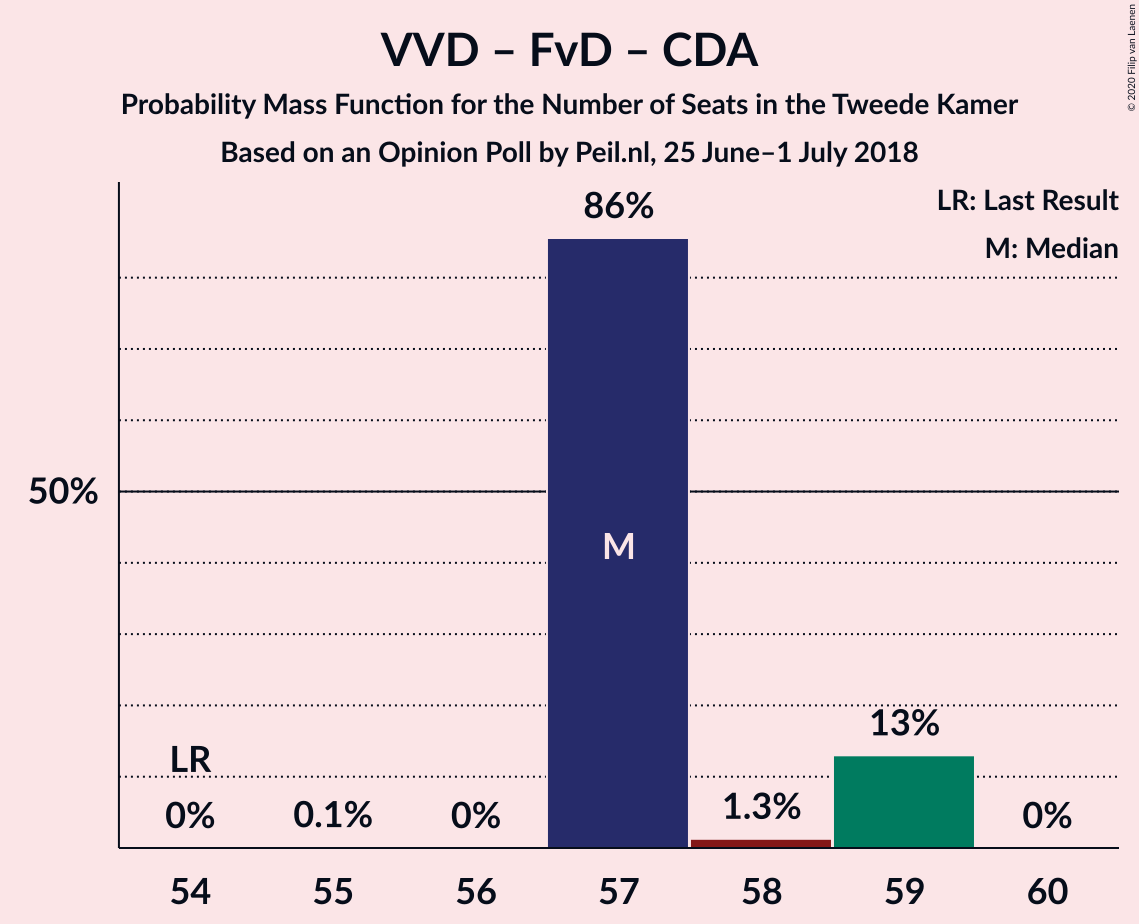 VVD – FvD – CDA
Probability Mass Function for the Number of Seats in the Tweede Kamer
Based on an Opinion Poll by Peil.nl, 25 June–1 July 2018
© 2020 Filip van Laenen
LR: Last Result
M: Median
86%
50%
M
13%
LR
0%
0.1%
0%
1.3%
0%
54 55 56 57 58 59 60